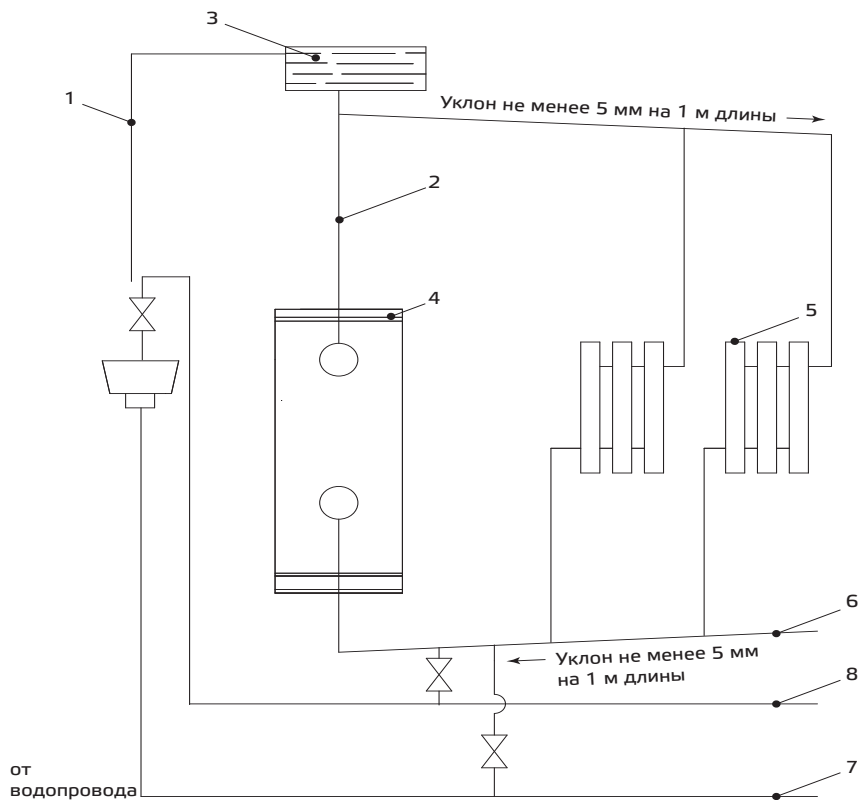 3
1
Уклон не менее 5 мм на 1 м длины
2
4
5
6
Уклон не менее 5 мм
на 1 м длины
8
от
водопровода
7